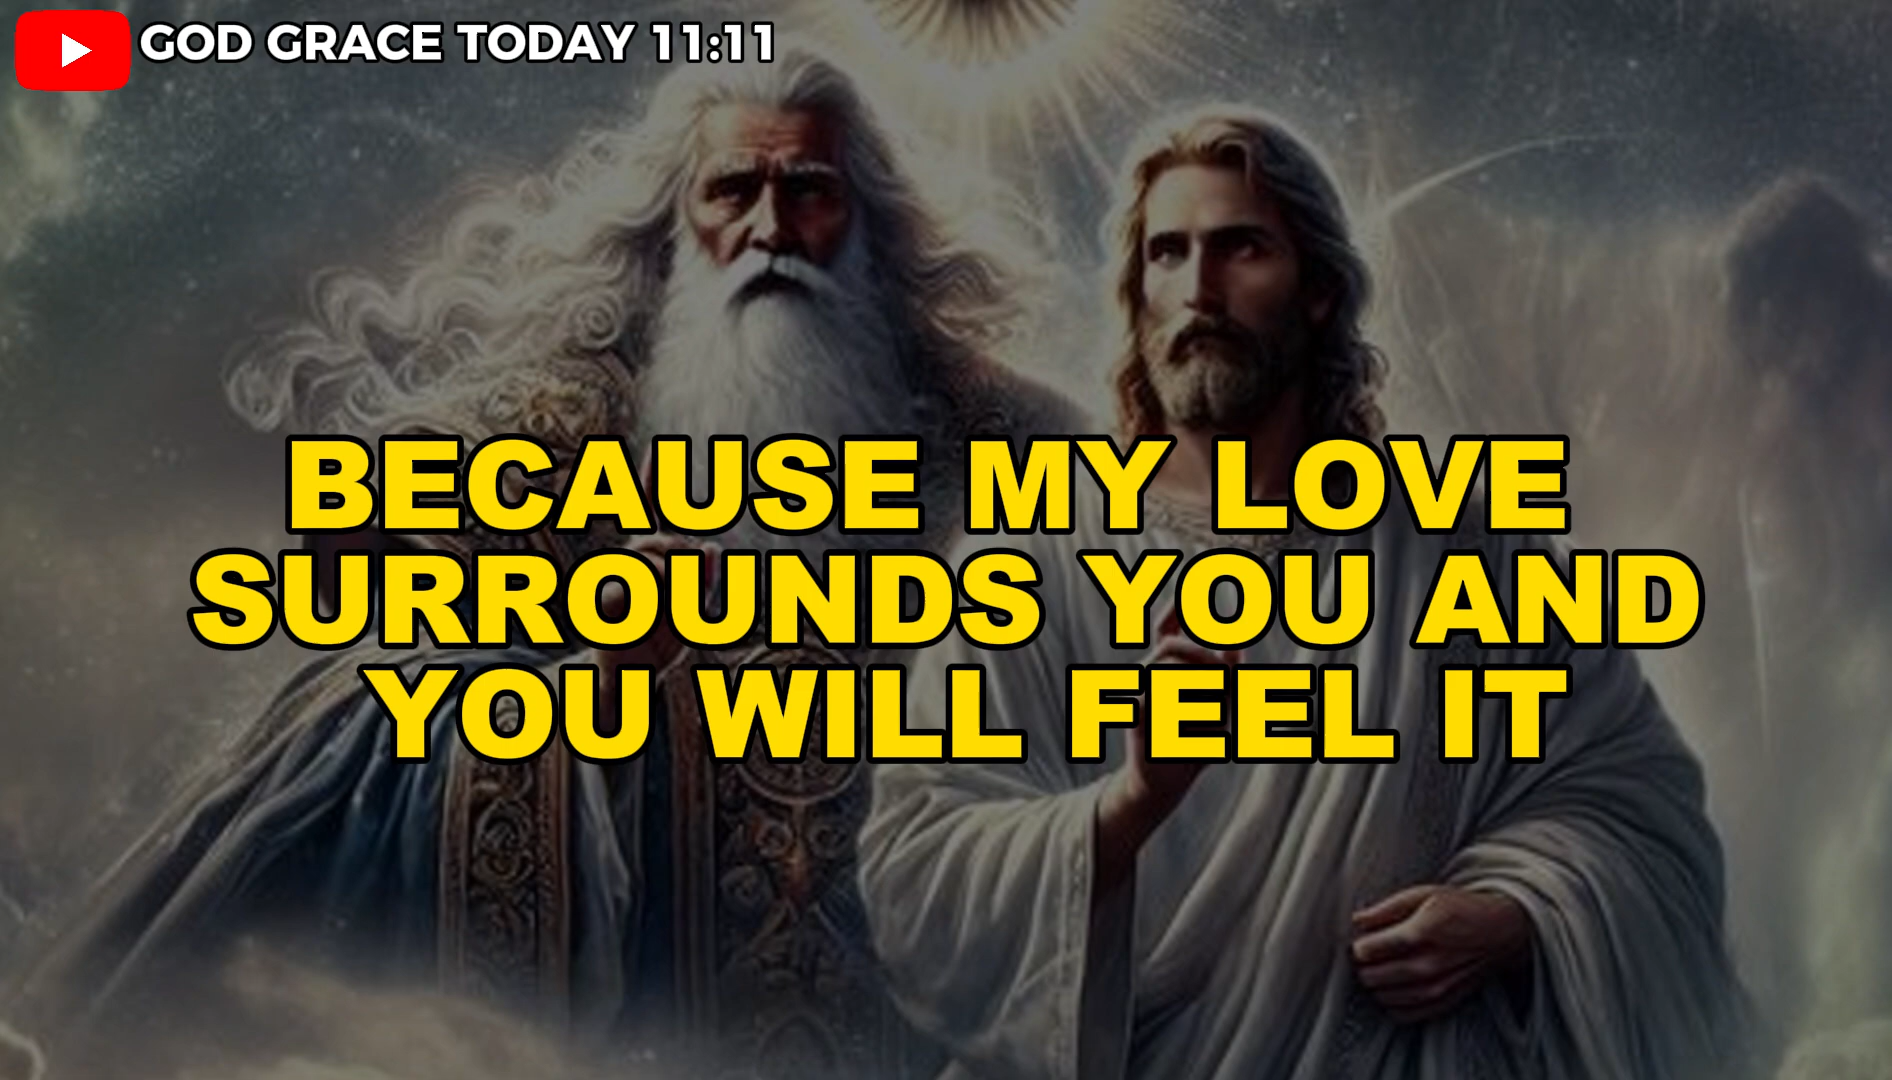 GOD GRACE TODAY 11:11
BECAUSE MY LOVE
SURROUNDS YOU AND
YOU WILL FEEL IT